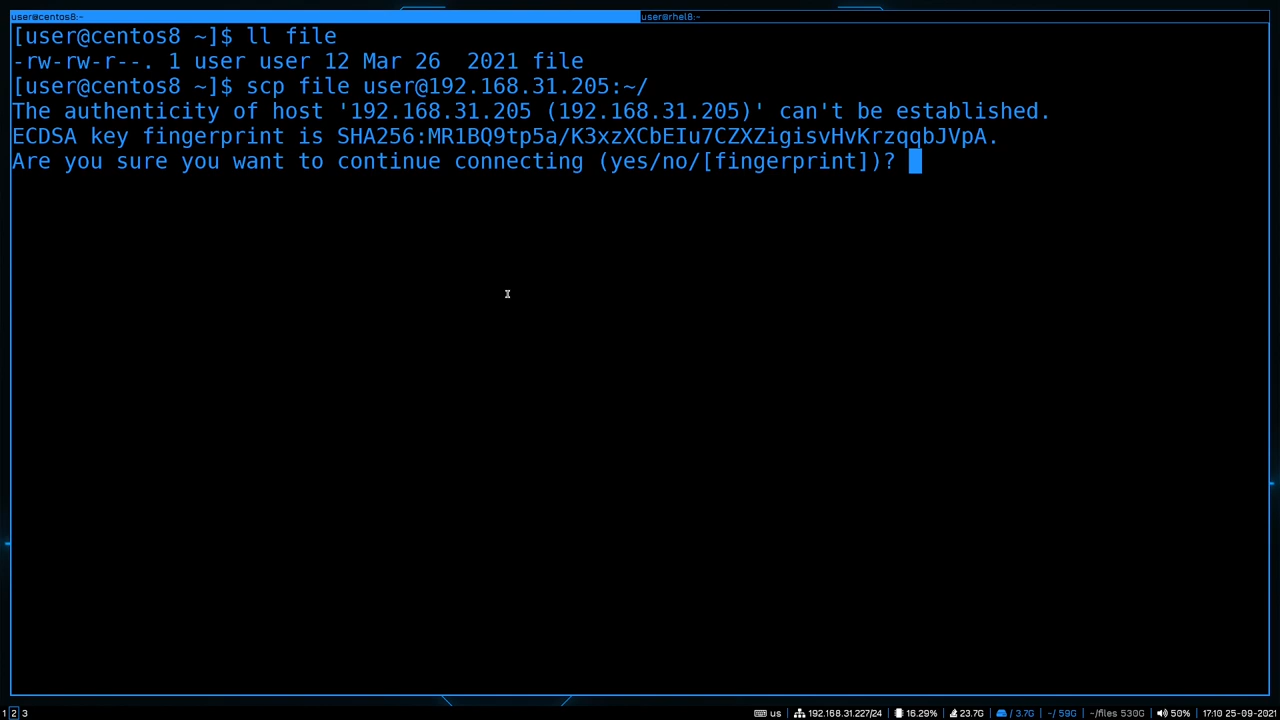 user@centos8:~
user@rhel8:~
[user@centos8 ~]$ ll file
-rw-rw-r--. 1 user user 12 Mar 26  2021 file
[user@centos8 ~]$ scp file user@192.168.31.205:~/
The authenticity of host '192.168.31.205 (192.168.31.205)' can't be established.
ECDSA key fingerprint is SHA256:MR1BQ9tp5a/K3xzXCbEIu7CZXZigisvHvKrzqqbJVpA.
Are you sure you want to continue connecting (yes/no/[fingerprint])?
1 2 3 us | 192.168.31.227/24 | 16.29% | 23.7G | / 3.7G | ~/ 59G | ~/files 530G | 50% | 17:10 25-09-2021